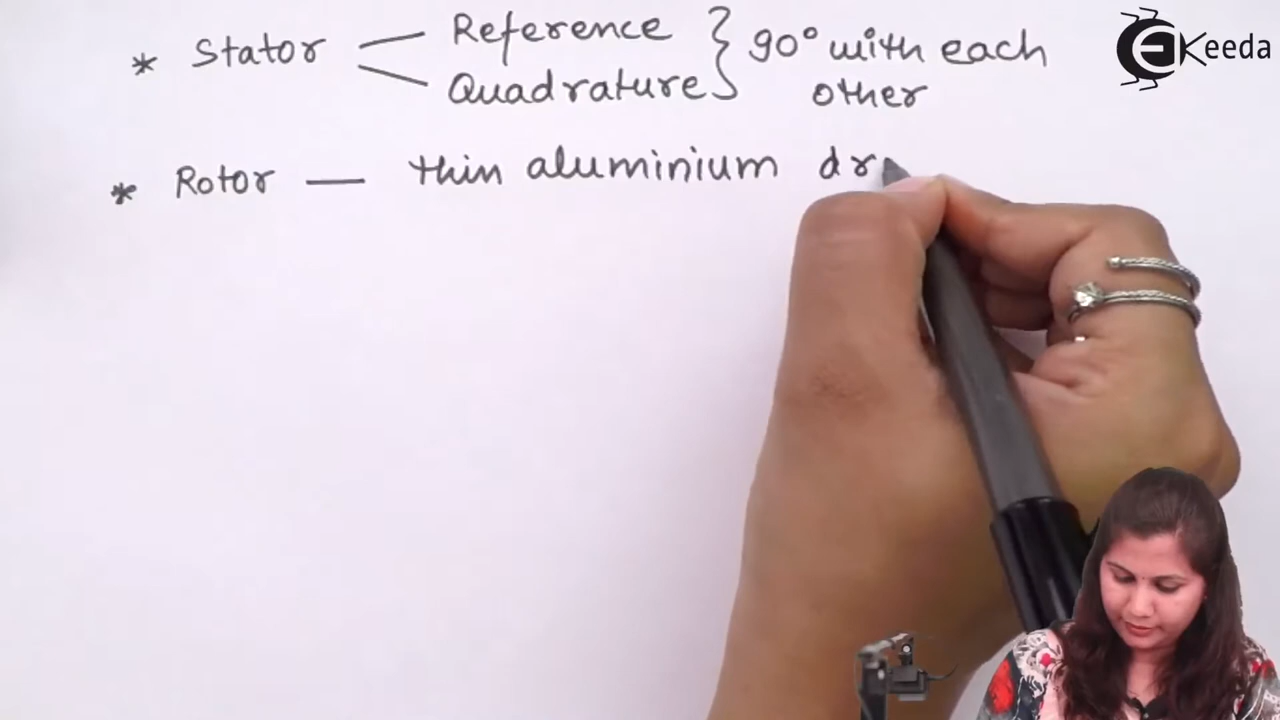 * Stator Reference } 90° with each
Quadrature other
* Rotor — thin aluminium dr
EKeeda